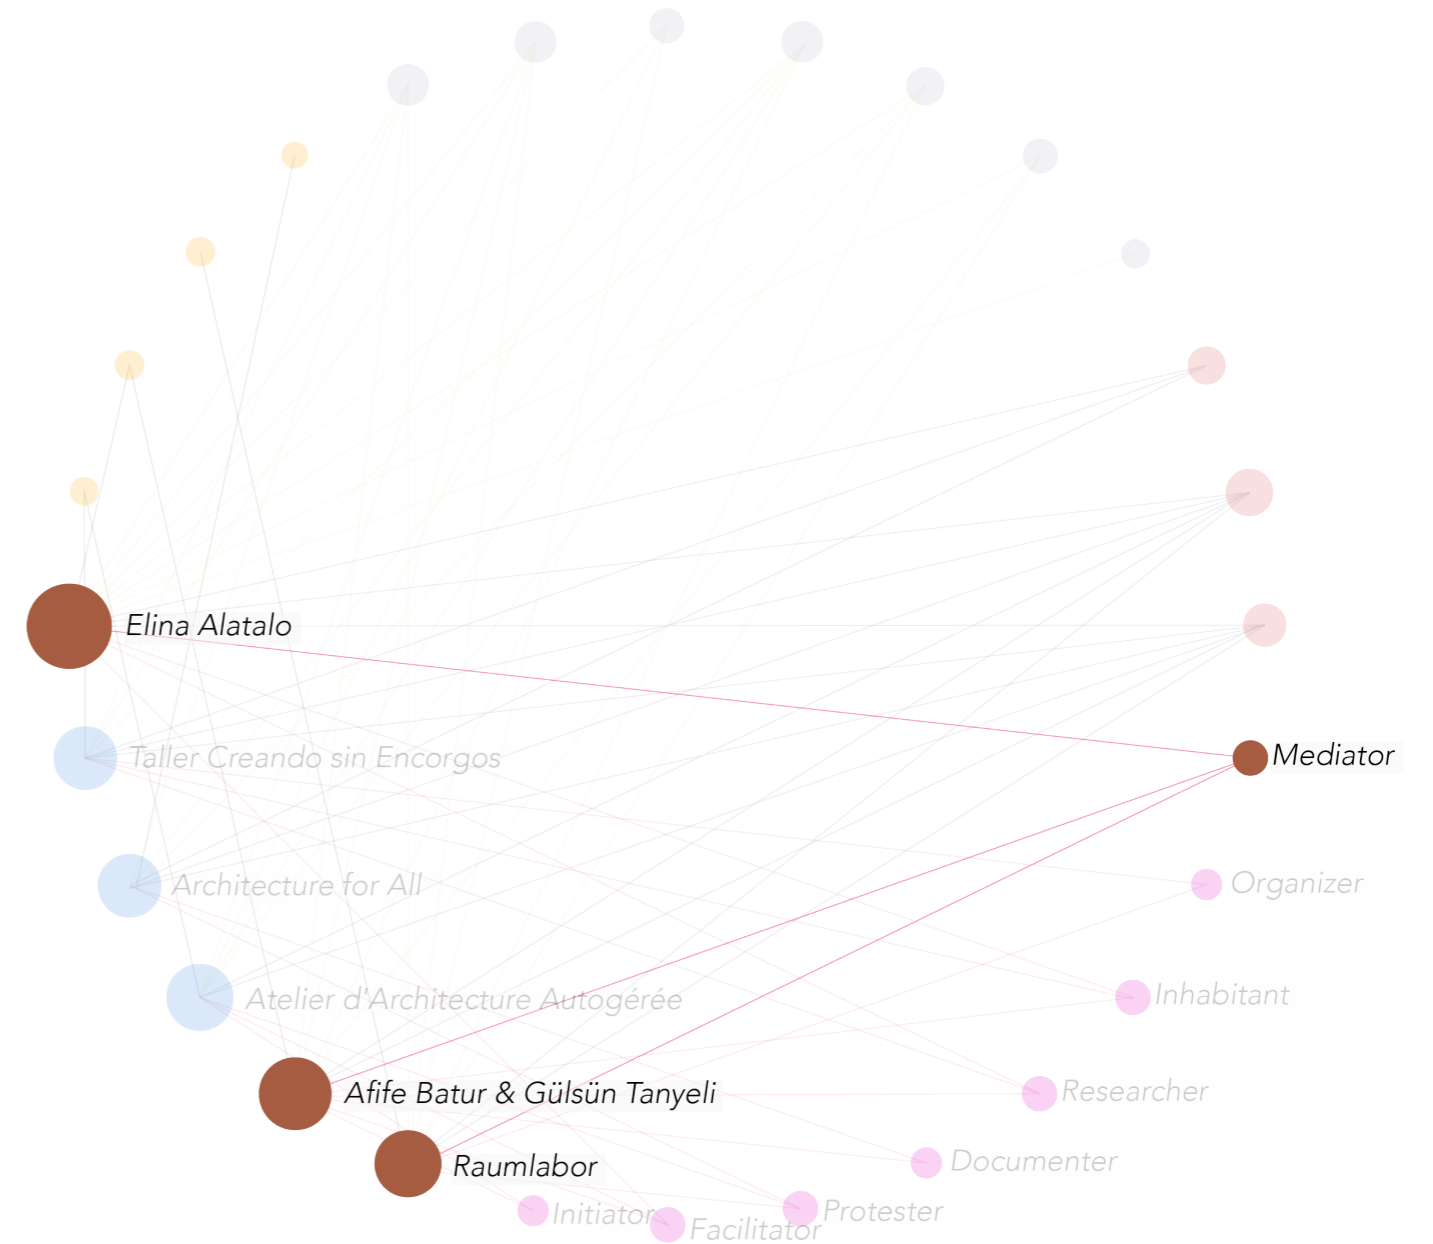 Elina Alatalo
Mediator
Taller Creando sin Encorgos
Organizer
Architecture for All
Inhabitant
Atelier d'Architecture Autogérée
Researcher
Afife Batur & Gülsün Tanyeli
Documenter
Raumlabor
Protester
Initiator
Facilitator